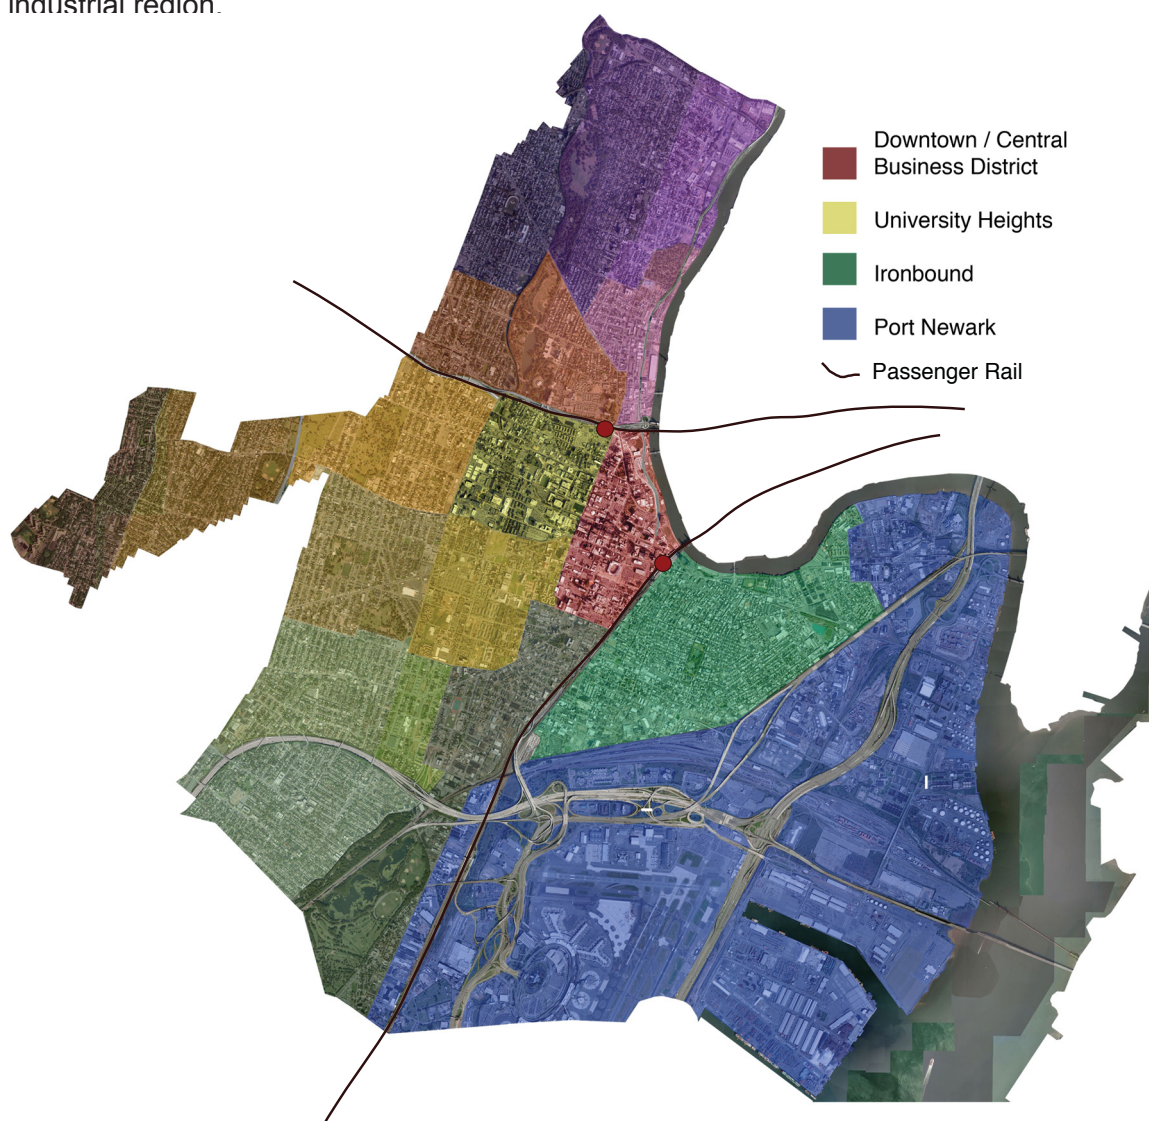 industrial region.
Downtown / Central
Business District
University Heights
Ironbound
Port Newark
Passenger Rail